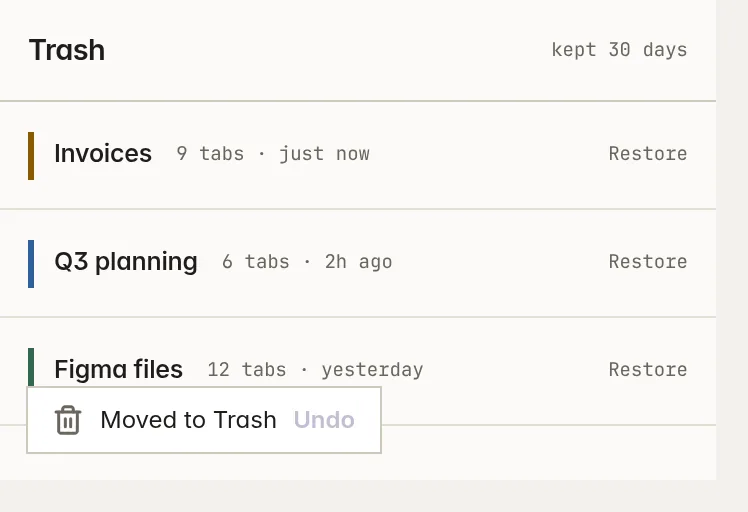 Trash kept 30 days
Invoices 9 tabs · just now Restore
Q3 planning 6 tabs · 2h ago Restore
Figma files 12 tabs · yesterday Restore
Moved to Trash Undo